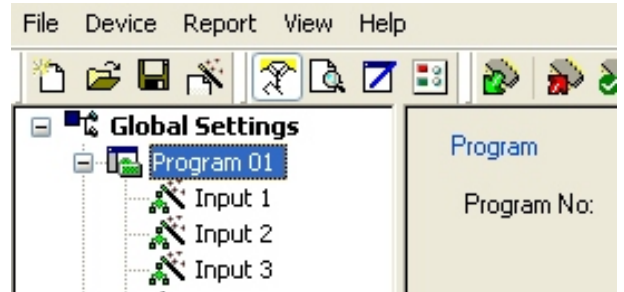 File Device Report View Help
Global Settings
Program 01
Input 1
Input 2
Input 3
Program
Program No: